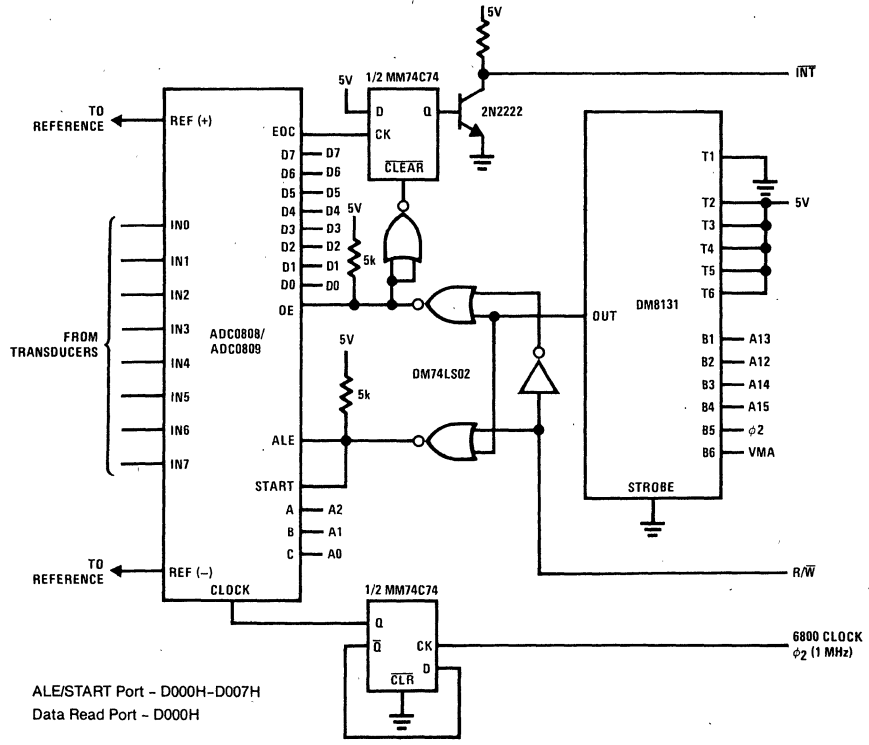 5V
1/2 MM74C74
INT
5V
D
Q
2N2222
TO
REFERENCE
REF (+)
EOC
CK
CLEAR
D7
D7
D6
D6
D5
D5
D4
D4
D3
D3
D2
D2
D1
D1
D0
D0
5V
5k
OE
T1
T2
5V
T3
T4
T5
T6
IN0
IN1
IN2
IN3
IN4
IN5
IN6
IN7
FROM
TRANSDUCERS
ADC0808/
ADC0809
DM8131
OUT
5V
5k
DM74LS02
B1
A13
B2
A12
B3
A14
B4
A15
B5
ϕ2
B6
VMA
STROBE
ALE
START
A
A2
B
A1
C
A0
TO
REFERENCE
REF (−)
CLOCK
R/W̅
1/2 MM74C74
Q
Q̅
CK
D
CLR
6800 CLOCK
ϕ2 (1 MHz)
ALE/START Port – D000H-D007H
Data Read Port – D000H